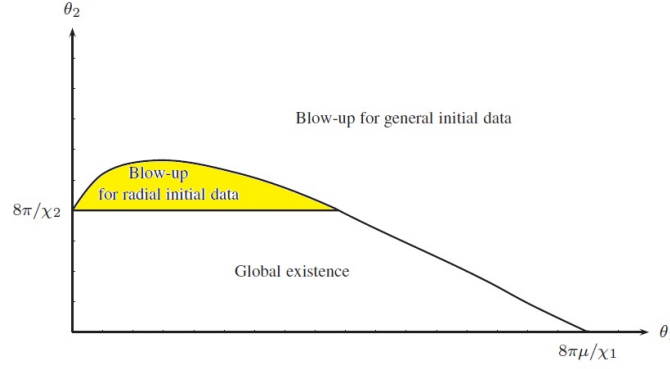 θ₂
Blow-up for general initial data
Blow-up
for radial initial data
8π/χ₂
Global existence
θ
8πμ/χ₁